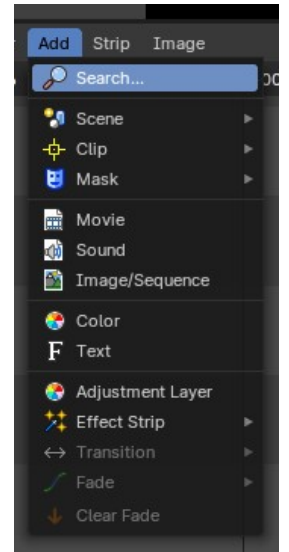 Add Strip Image
Search...
Scene
Clip
Mask
Movie
Sound
Image/Sequence
Color
F Text
Adjustment Layer
Effect Strip
Transition
Fade
Clear Fade